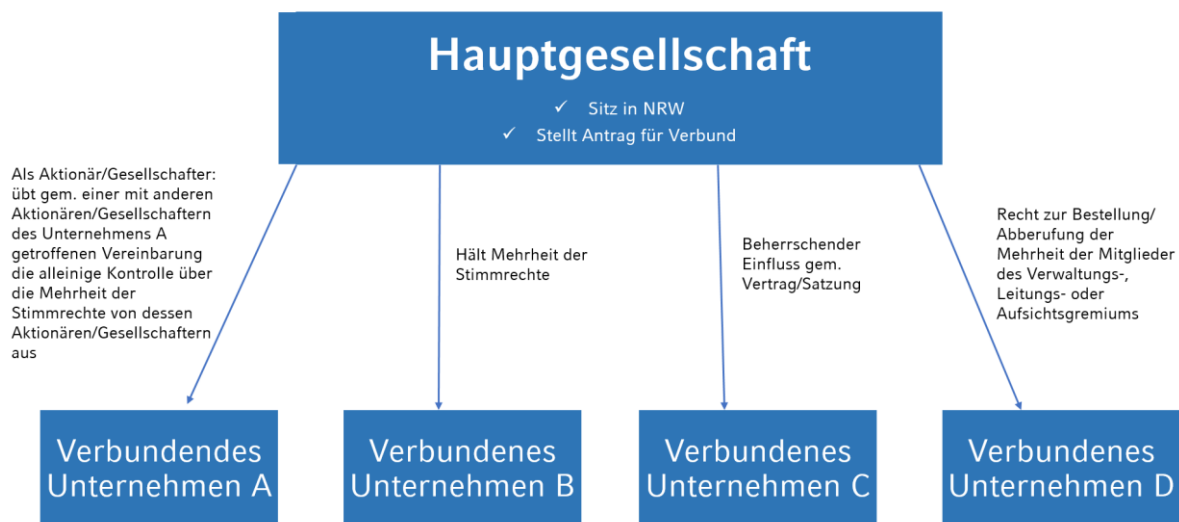 Hauptgesellschaft
✓ Sitz in NRW
✓ Stellt Antrag für Verbund
Als Aktionär/Gesellschafter:
übt gem. einer mit anderen
Aktionären/Gesellschaftern
des Unternehmens A
getroffenen Vereinbarung
die alleinige Kontrolle über
die Mehrheit der
Stimmrechte von dessen
Aktionären/Gesellschaftern
aus
Hält Mehrheit der
Stimmrechte
Beherrschender
Einfluss gem.
Vertrag/Satzung
Recht zur Bestellung/
Abberufung der
Mehrheit der Mitglieder
des Verwaltungs-,
Leitungs- oder
Aufsichtsgremiums
Verbundendes
Unternehmen A
Verbundenes
Unternehmen B
Verbundenes
Unternehmen C
Verbundenes
Unternehmen D